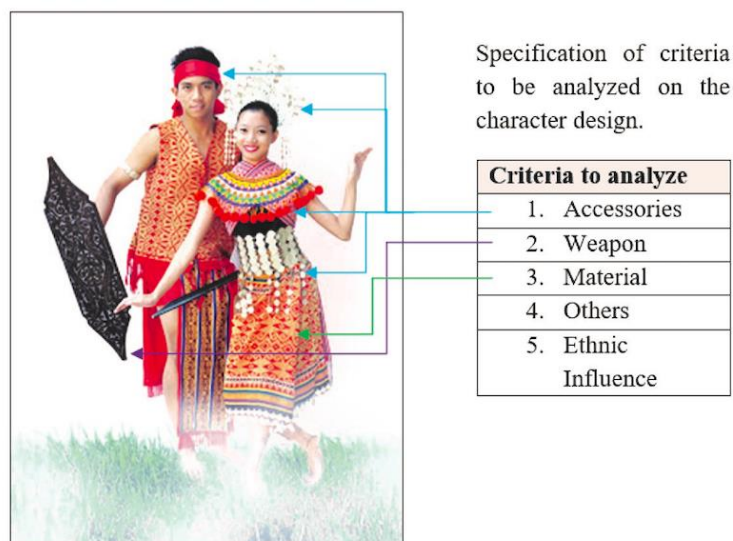 Specification of criteria
to be analyzed on the
character design.
Criteria to analyze
1. Accessories
2. Weapon
3. Material
4. Others
5. Ethnic
Influence